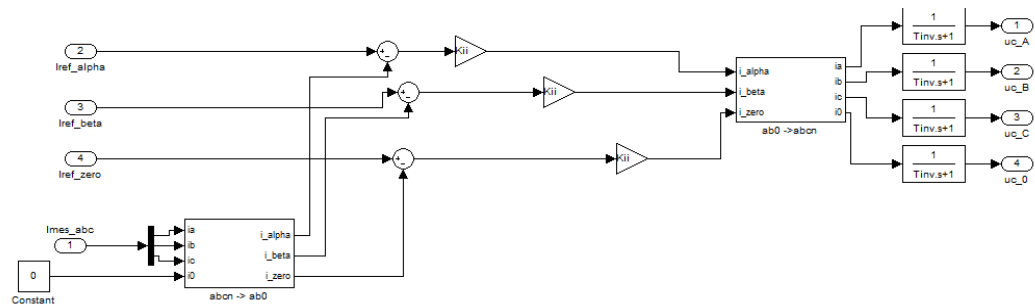 2
Iref_alpha
3
Iref_beta
4
Iref_zero
Imes_abc
1
0
Constant
ia
ib
ic
i0
i_alpha
i_beta
i_zero
abcn -> ab0
+
-
+
-
+
-
Kii
Kii
Kii
i_alpha
i_beta
i_zero
ia
ib
ic
i0
ab0 ->abcn
1
Tinv.s+1
1
Tinv.s+1
1
Tinv.s+1
1
Tinv.s+1
1
uc_A
2
uc_B
3
uc_C
4
uc_0